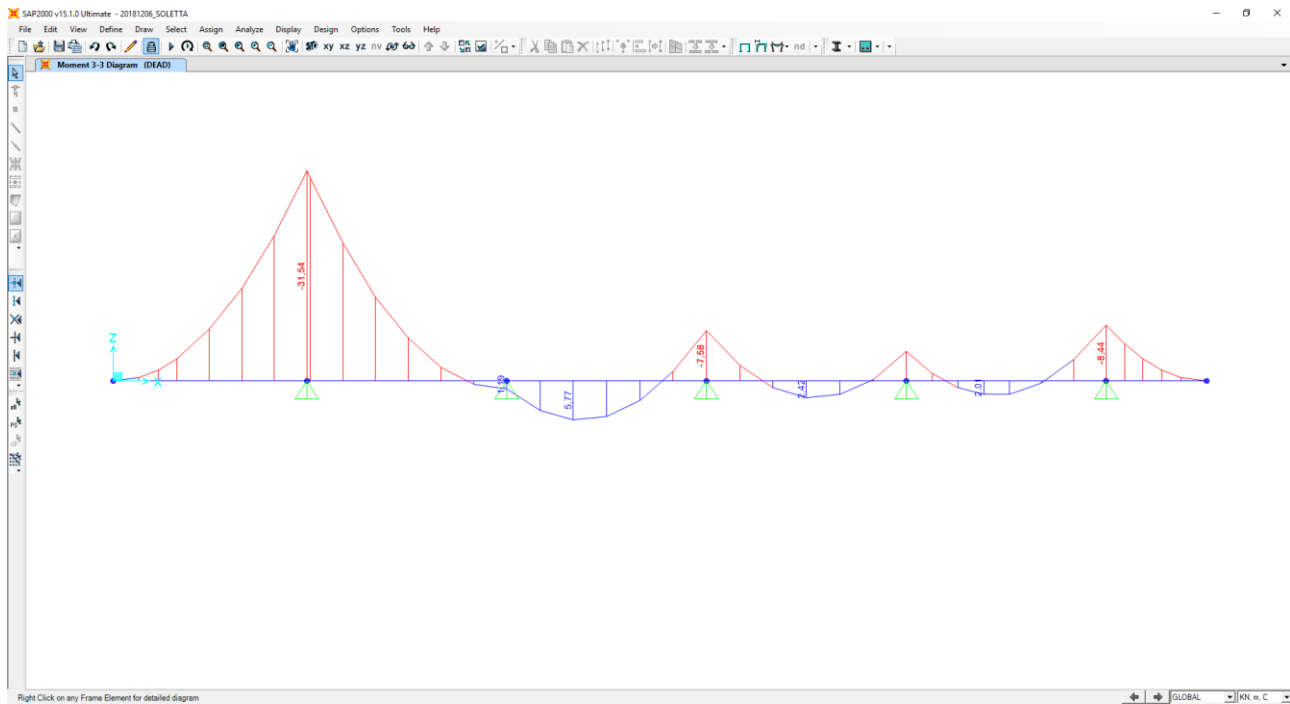 SAP2000 v15.1.0 Ultimate - 20181206_SOLETTA
File Edit View Define Draw Select Assign Analyze Display Design Options Tools Help
xy xz yz nv nd
Moment 3-3 Diagram (DEAD)
Z
X
-31,54
1,19
5,77
-7,58
2,42
2,01
-8,44
Right Click on any Frame Element for detailed diagram
GLOBAL
KN, m, C